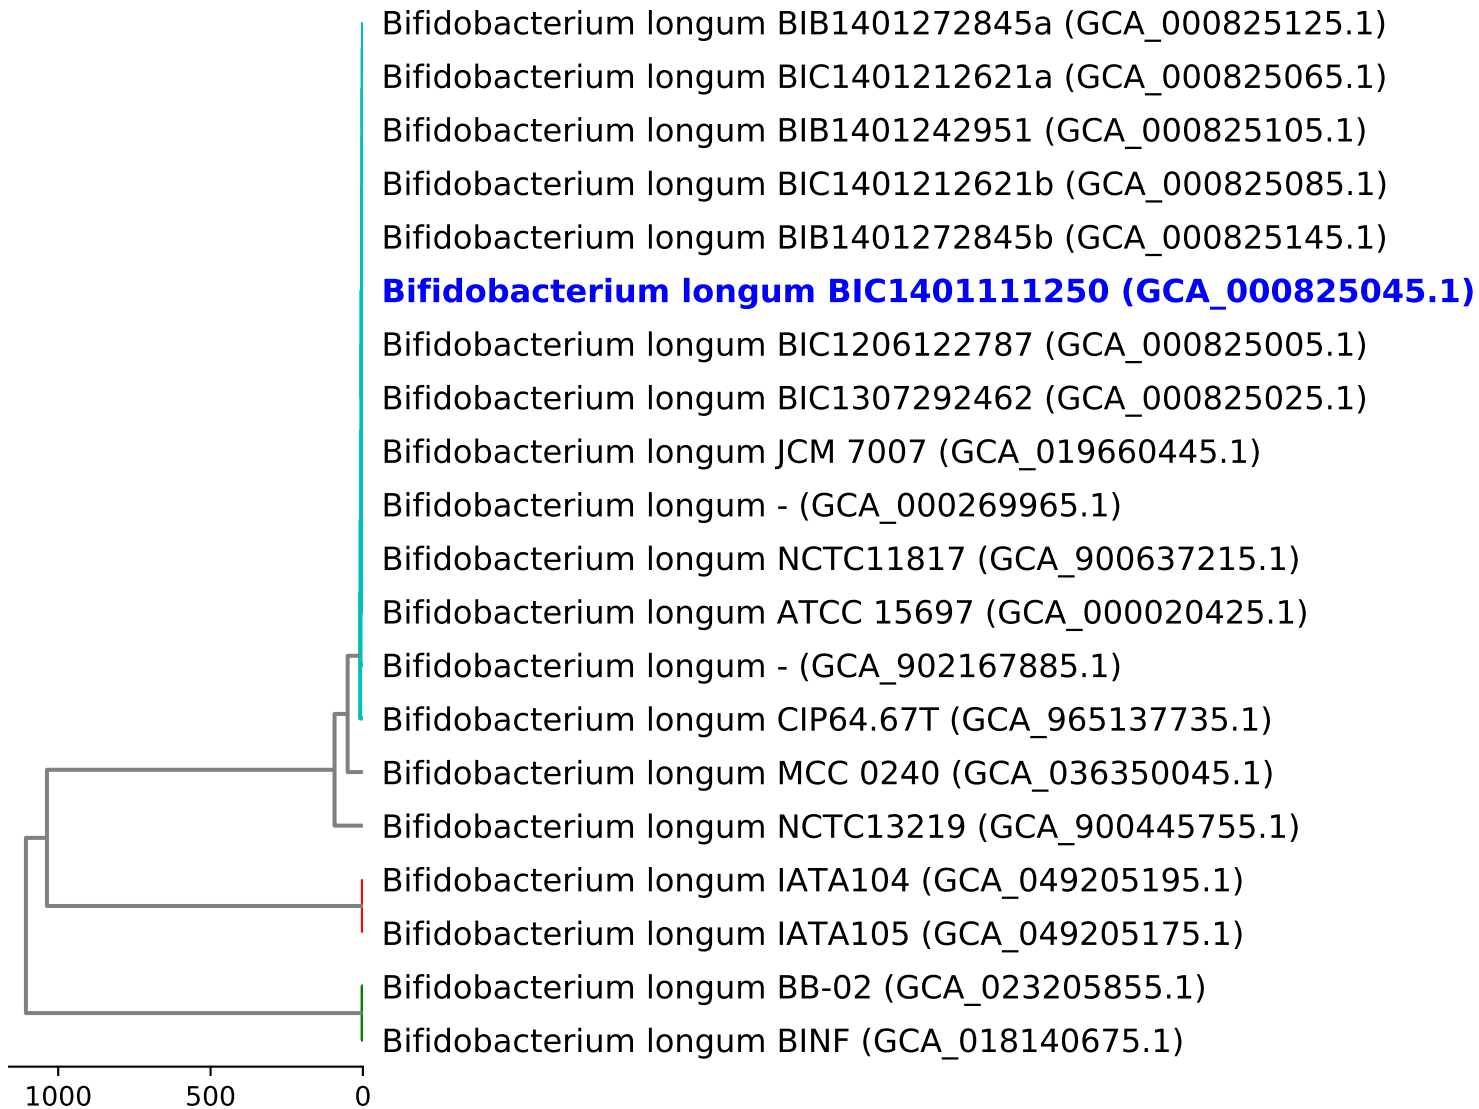 Bifidobacterium longum BIB1401272845a (GCA_000825125.1)
Bifidobacterium longum BIC1401212621a (GCA_000825065.1)
Bifidobacterium longum BIB1401242951 (GCA_000825105.1)
Bifidobacterium longum BIC1401212621b (GCA_000825085.1)
Bifidobacterium longum BIB1401272845b (GCA_000825145.1)
Bifidobacterium longum BIC1401111250 (GCA_000825045.1)
Bifidobacterium longum BIC1206122787 (GCA_000825005.1)
Bifidobacterium longum BIC1307292462 (GCA_000825025.1)
Bifidobacterium longum JCM 7007 (GCA_019660445.1)
Bifidobacterium longum - (GCA_000269965.1)
Bifidobacterium longum NCTC11817 (GCA_900637215.1)
Bifidobacterium longum ATCC 15697 (GCA_000020425.1)
Bifidobacterium longum - (GCA_902167885.1)
Bifidobacterium longum CIP64.67T (GCA_965137735.1)
Bifidobacterium longum MCC 0240 (GCA_036350045.1)
Bifidobacterium longum NCTC13219 (GCA_900445755.1)
Bifidobacterium longum IATA104 (GCA_049205195.1)
Bifidobacterium longum IATA105 (GCA_049205175.1)
Bifidobacterium longum BB-02 (GCA_023205855.1)
Bifidobacterium longum BINF (GCA_018140675.1)
1000 500 0